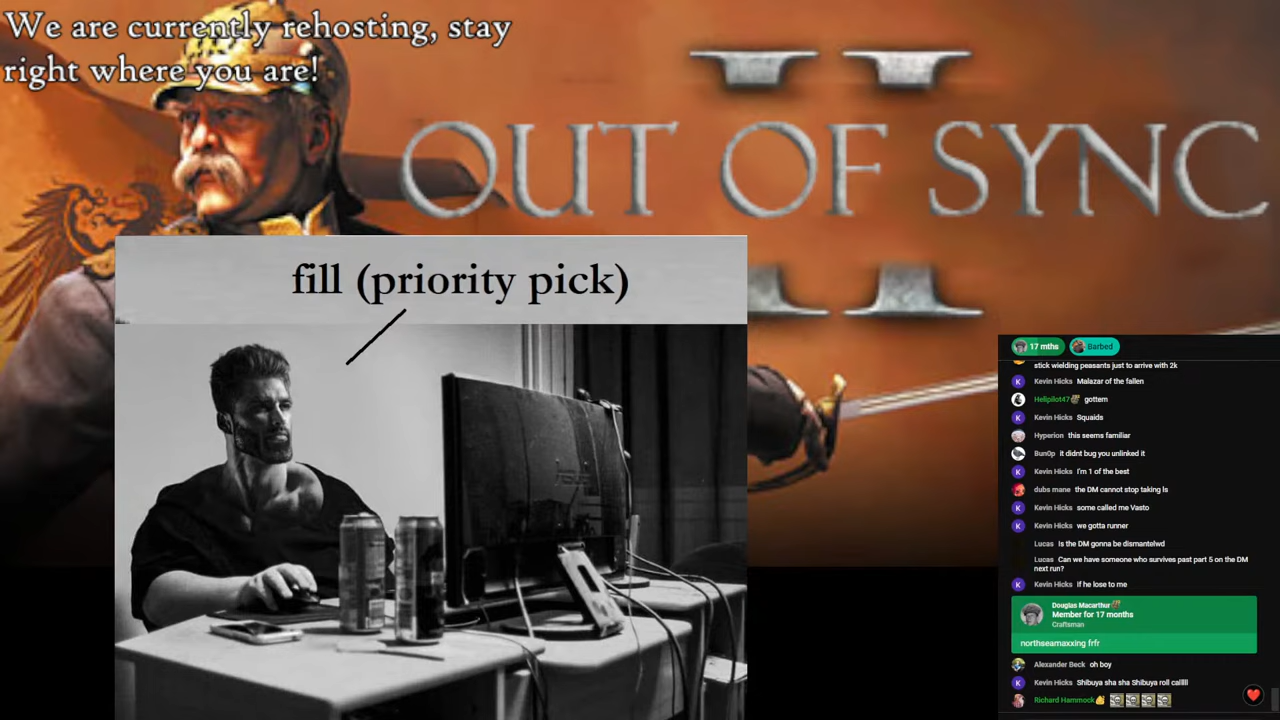 We are currently rehosting, stay
right where you are!
II
OUT OF SYNC
fill (priority pick)
17 mths
Barbed
stick wielding peasants just to arrive with 2k
Kevin Hicks Malazar of the fallen
Helipilot47 gottem
Kevin Hicks Squaids
Hyperion this seems familiar
Bun0p it didnt bug you unlinked it
Kevin Hicks I'm 1 of the best
dubs mane the DM cannot stop taking ls
Kevin Hicks some called me Vasto
Kevin Hicks we gotta runner
Lucas Is the DM gonna be dismantelwd
Lucas Can we have someone who survives past part 5 on the DM
next run?
Kevin Hicks If he lose to me
Douglas Macarthur
Member for 17 months
Craftsman
northseamaxxing frfr
Alexander Beck oh boy
Kevin Hicks Shibuya sha sha Shibuya roll calllll
Richard Hammock